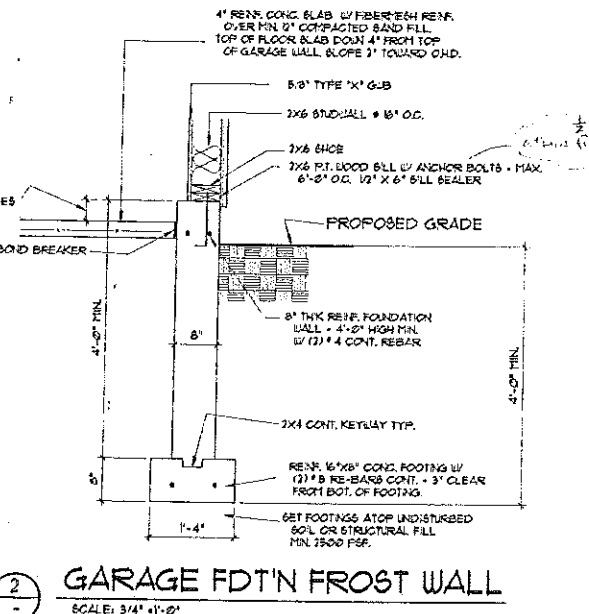 4" REINF. CONC. SLAB W/ FIBERMESH REINF.
OVER MIN. 12" COMPACTED SAND FILL.
TOP OF FLOOR SLAB DOWN 4" FROM TOP
OF GARAGE WALL, SLOPE 2" TOWARD O.H.D.
5/8" TYPE "X" G.W.B
2X6 STUDWALL @ 16" O.C.
2X6 SHOE
2X6 P.T. WOOD SILL W/ ANCHOR BOLTS - MAX.
6'-0" O.C. 1/2" X 6" SILL SEALER
ES
BOND BREAKER
PROPOSED GRADE
8" THK REINF. FOUNDATION
WALL - 4'-0" HIGH MIN.
W/ (2) #4 CONT. REBAR
8"
4'-0" MIN.
4'-0" MIN.
2X4 CONT. KEYWAY TYP.
REINF. 16"X8" CONC. FOOTING W/
(2) # 5 RE-BARS CONT. - 3" CLEAR
FROM BOT. OF FOOTING.
8"
1'-4"
SET FOOTINGS ATOP UNDISTURBED
SOIL OR STRUCTURAL FILL
MIN. 2500 PSF.
2
-
GARAGE FDT'N FROST WALL
SCALE: 3/4" =1'-0"